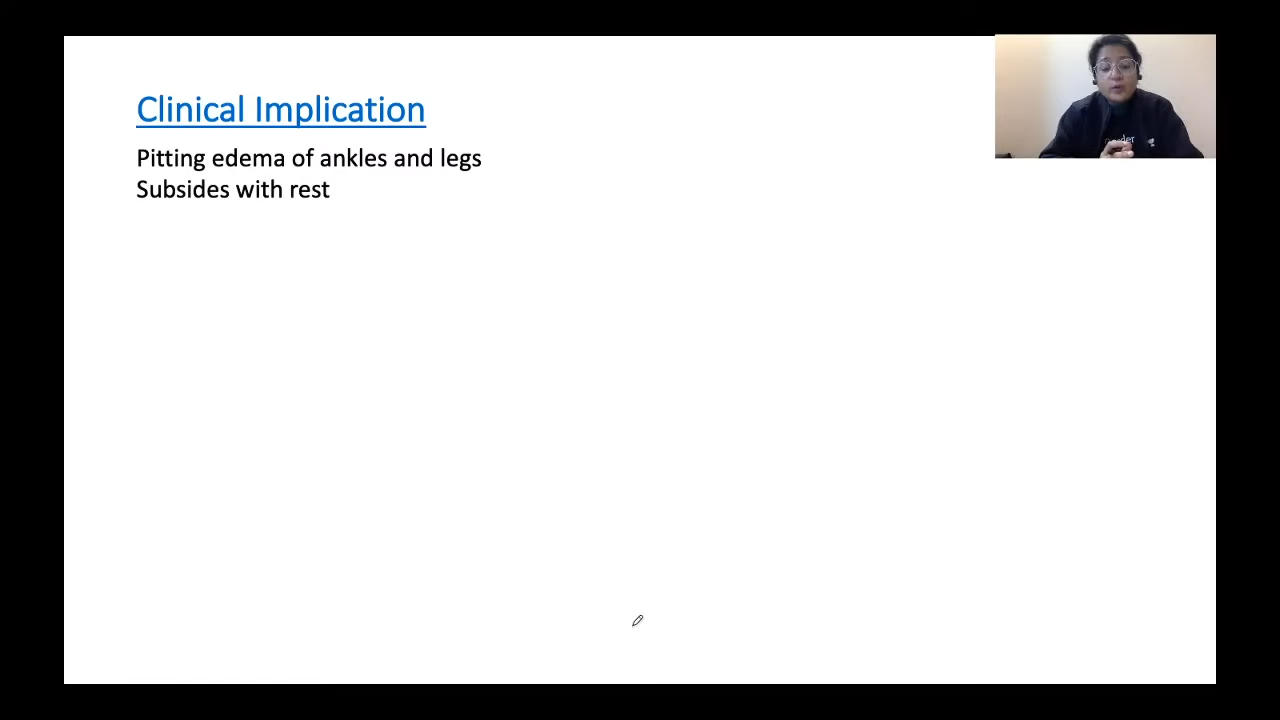 Clinical Implication
Pitting edema of ankles and legs
Subsides with rest